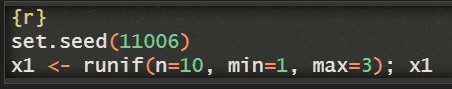 {r}
set.seed(11006)
x1 <- runif(n=10, min=1, max=3); x1